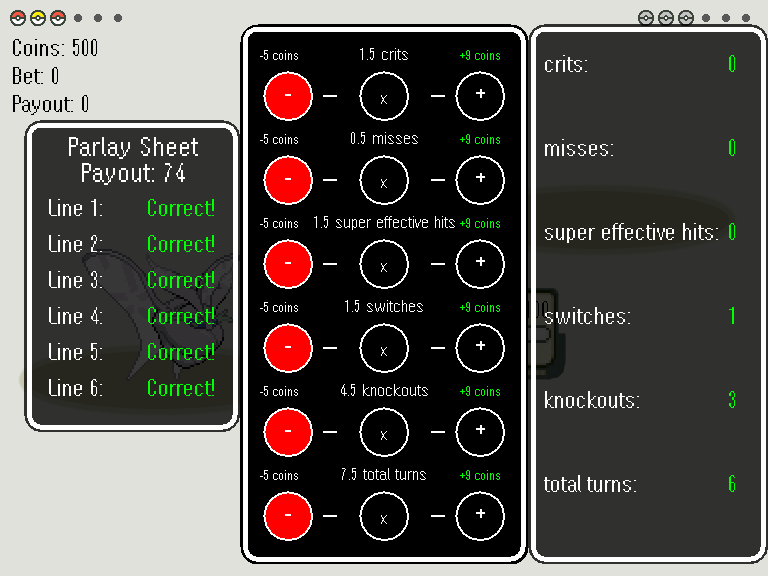 Coins: 500
Bet: 0
Payout: 0
Parlay Sheet
Payout: 74
Line 1: Correct!
Line 2: Correct!
Line 3: Correct!
Line 4: Correct!
Line 5: Correct!
Line 6: Correct!
-5 coins 1.5 crits +9 coins
- x +
-5 coins 0.5 misses +9 coins
- x +
-5 coins 1.5 super effective hits +9 coins
- x +
-5 coins 1.5 switches +9 coins
- x +
-5 coins 4.5 knockouts +9 coins
- x +
-5 coins 7.5 total turns +9 coins
- x +
crits: 0
misses: 0
super effective hits: 0
switches: 1
knockouts: 3
total turns: 6